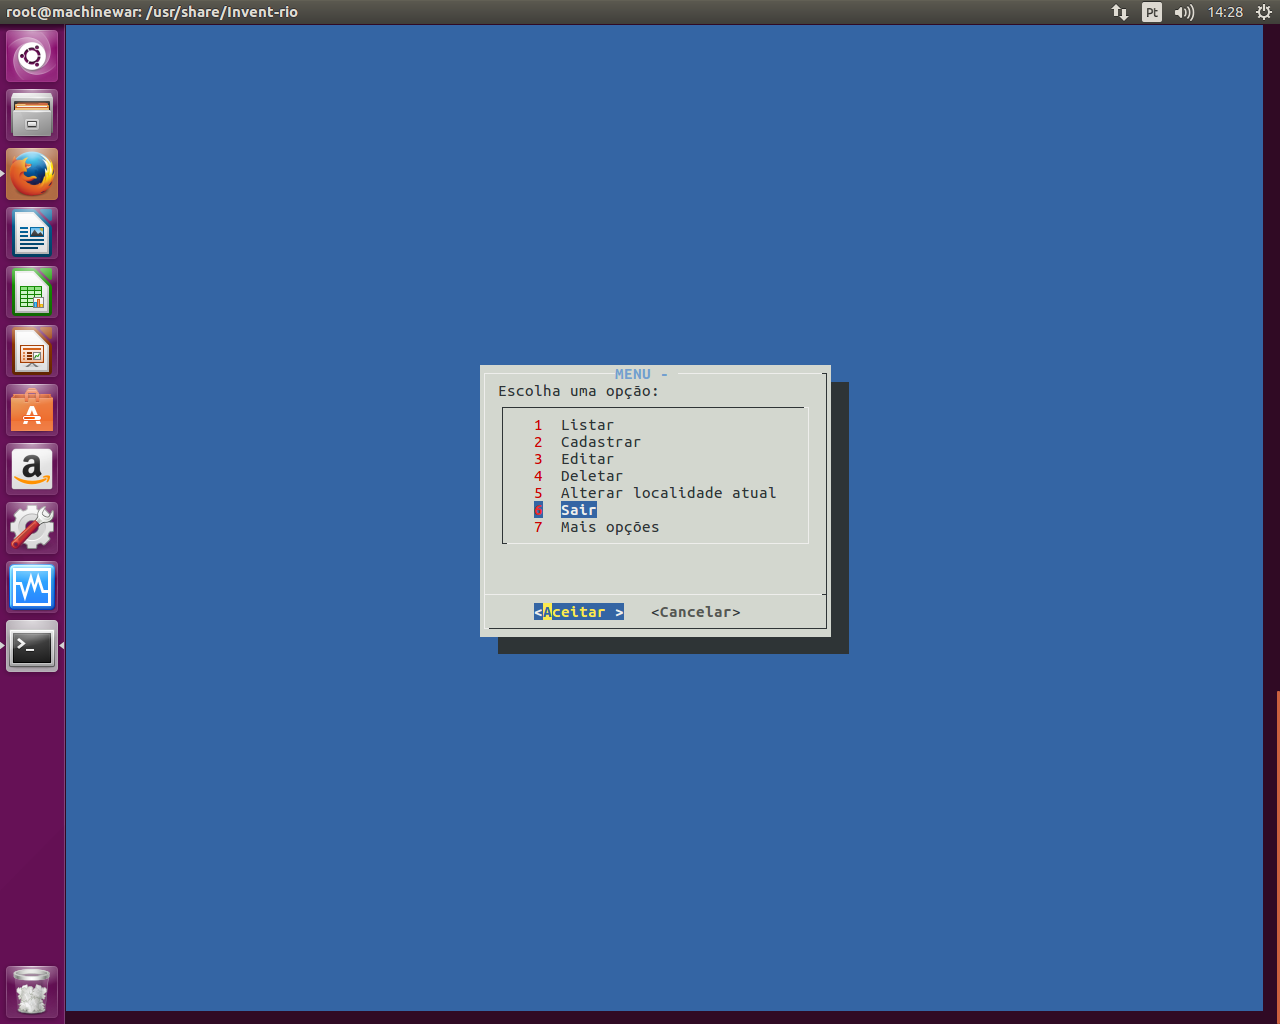 root@machinewar: /usr/share/Invent-rio
Pt
14:28
MENU -
Escolha uma opção:
1 Listar
2 Cadastrar
3 Editar
4 Deletar
5 Alterar localidade atual
6 Sair
7 Mais opções
<Aceitar > <Cancelar>